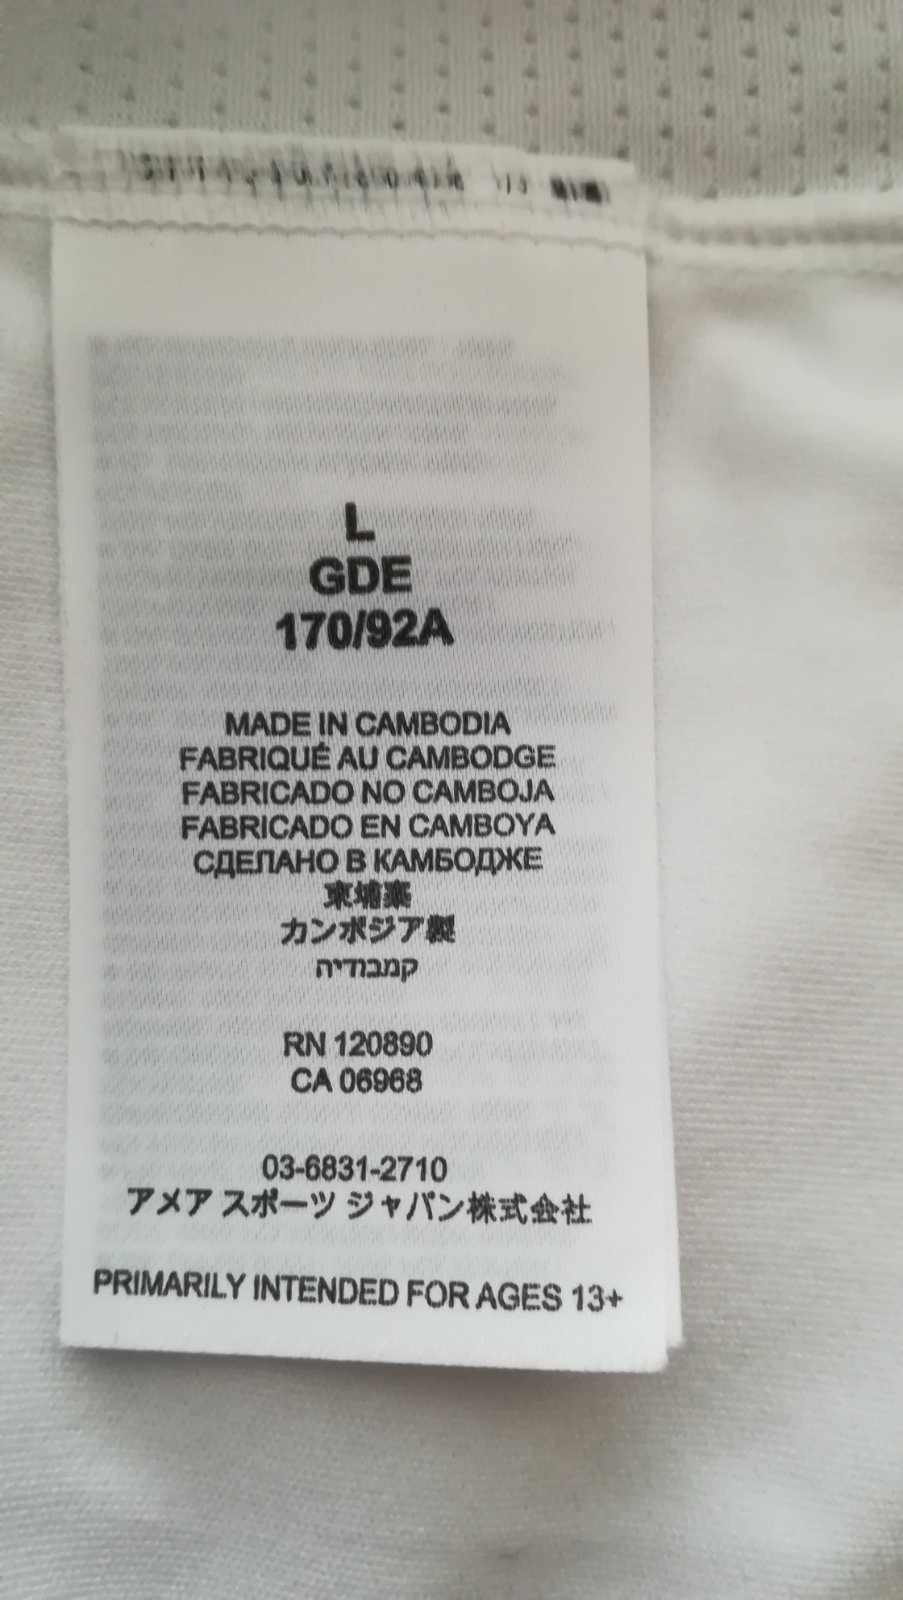 L
GDE
170/92A
MADE IN CAMBODIA
FABRIQUÉ AU CAMBODGE
FABRICADO NO CAMBOJA
FABRICADO EN CAMBOYA
СДЕЛАНО В КАМБОДЖЕ
柬埔寨
カンボジア製
קמבודיה
RN 120890
CA 06968
03-6831-2710
アメア スポーツ ジャパン株式会社
PRIMARILY INTENDED FOR AGES 13+